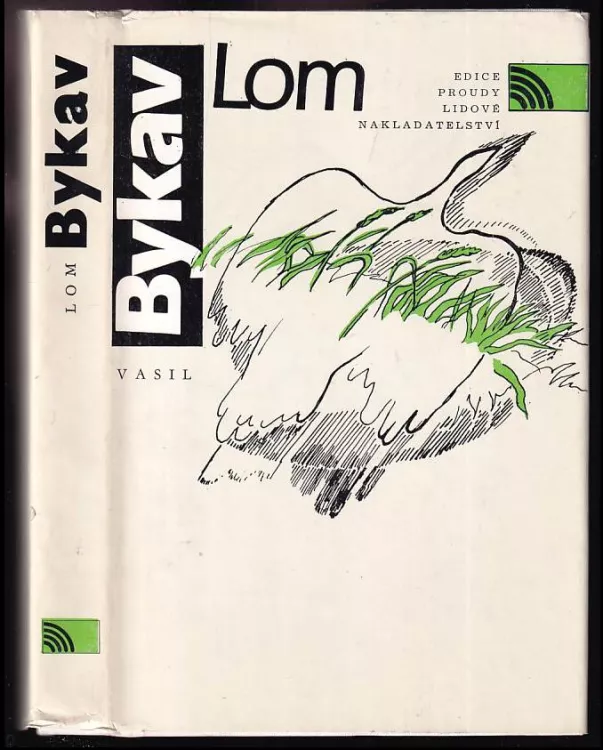 LOM
Bykav
Lom
EDICE
PROUDY
LIDOVÉ
NAKLADATELSTVÍ
Bykav
VASIL